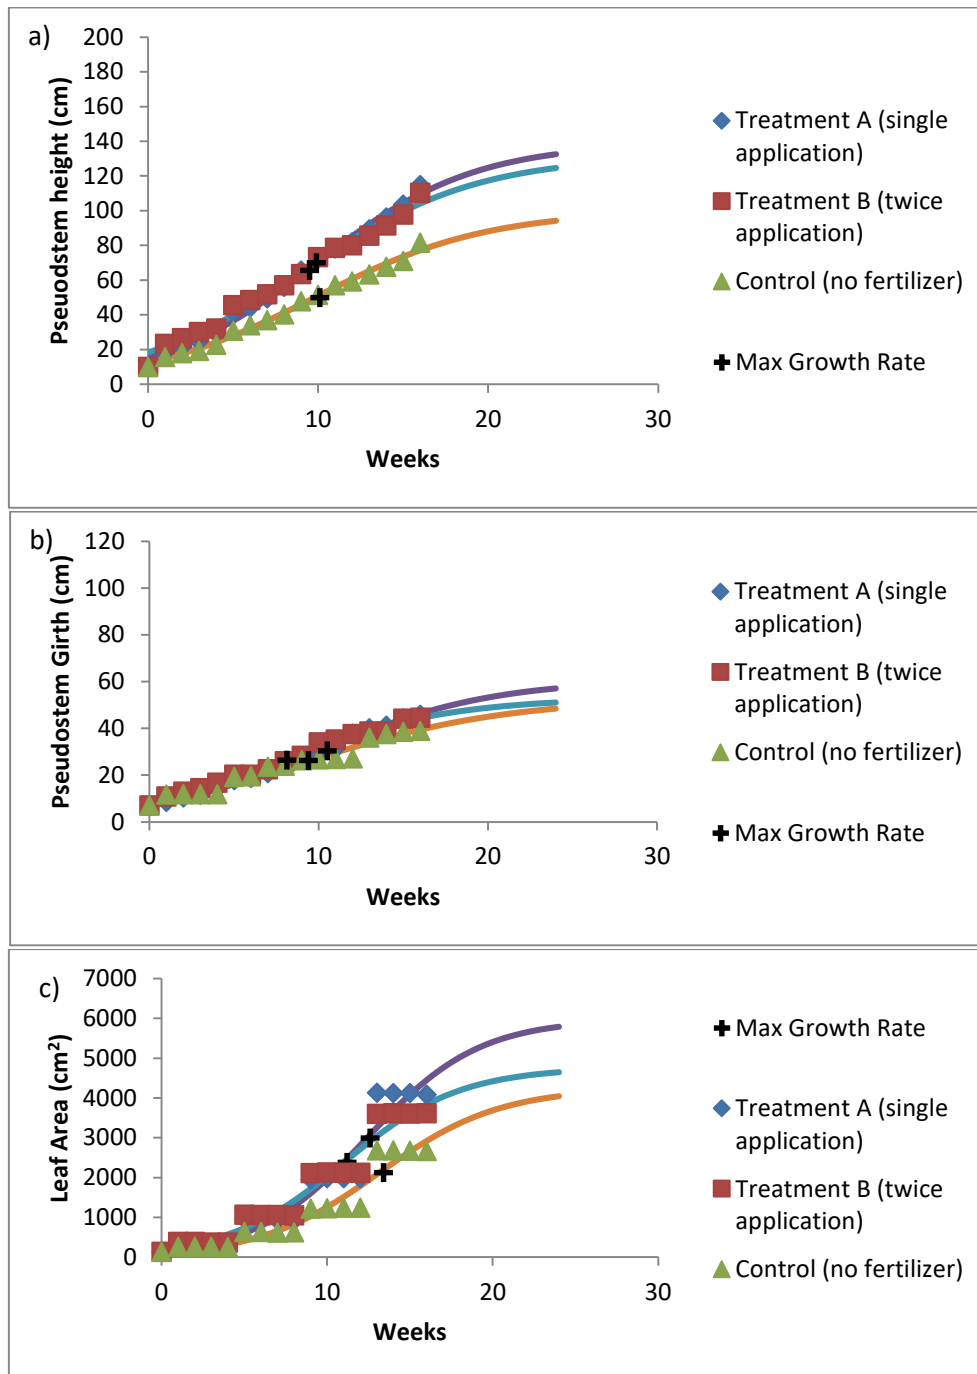 a)
200
180
160
140
120
100
80
60
40
20
0
Pseuodstem height (cm)
0 10 20 30
Weeks
Treatment A (single
application)
Treatment B (twice
application)
Control (no fertilizer)
Max Growth Rate
b)
120
100
80
60
40
20
0
Pseudostem Girth (cm)
0 10 20 30
Weeks
Treatment A (single
application)
Treatment B (twice
application)
Control (no fertilizer)
Max Growth Rate
c)
7000
6000
5000
4000
3000
2000
1000
0
Leaf Area (cm²)
0 10 20 30
Weeks
Max Growth Rate
Treatment A (single
application)
Treatment B (twice
application)
Control (no fertilizer)